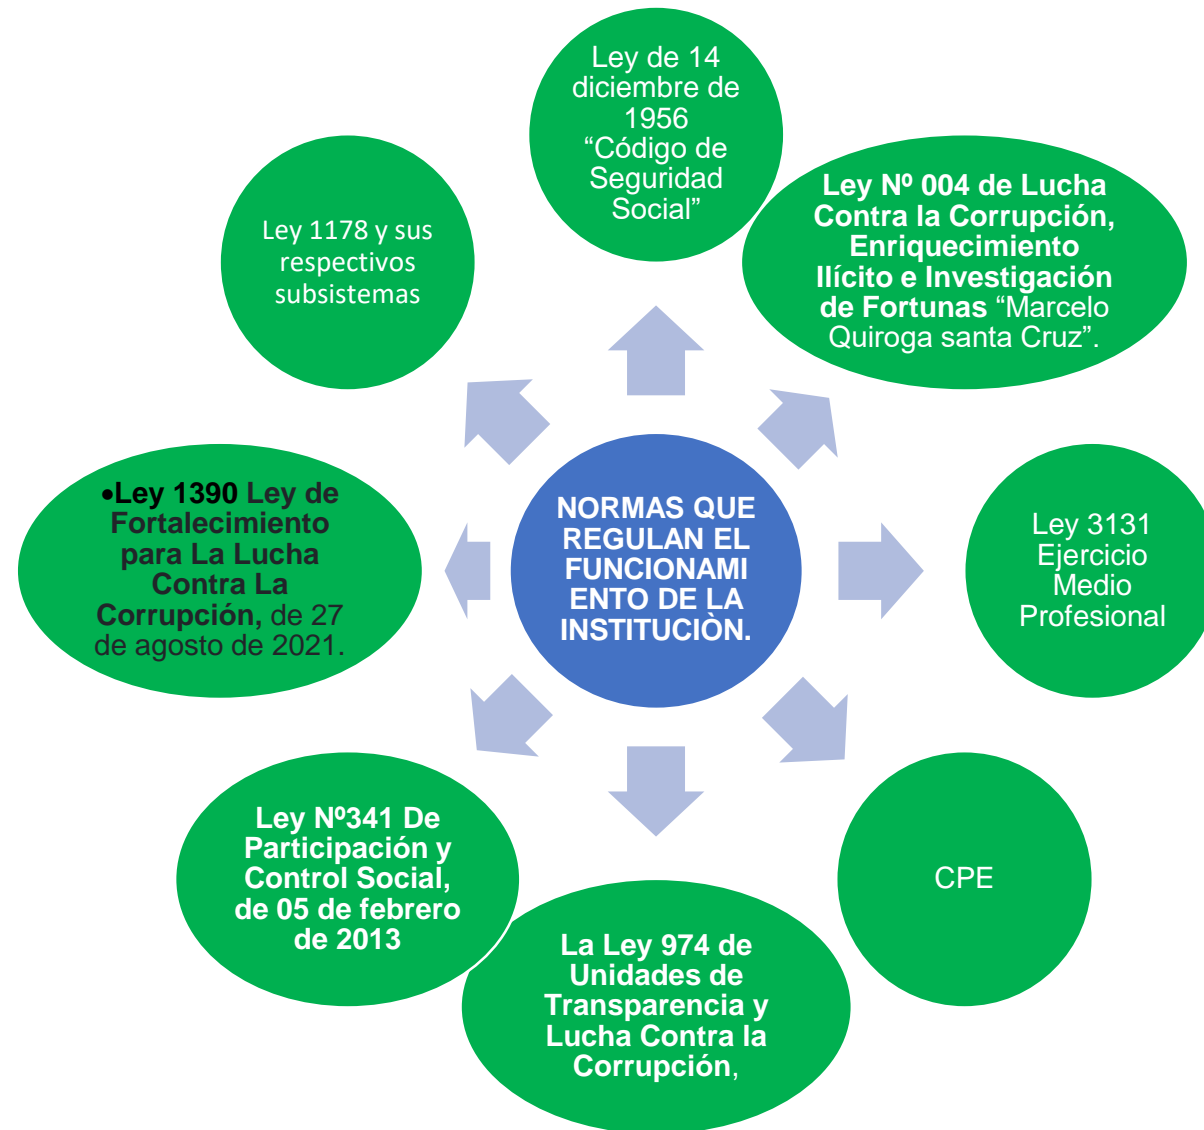 Ley de 14
diciembre de
1956
“Código de
Seguridad
Social”
Ley Nº 004 de Lucha
Contra la Corrupción,
Enriquecimiento
Ilícito e Investigación
de Fortunas “Marcelo
Quiroga santa Cruz”.
Ley 3131
Ejercicio
Medio
Profesional
CPE
La Ley 974 de
Unidades de
Transparencia y
Lucha Contra la
Corrupción,
Ley Nº341 De
Participación y
Control Social,
de 05 de febrero
de 2013
•Ley 1390 Ley de
Fortalecimiento
para La Lucha
Contra La
Corrupción, de 27
de agosto de 2021.
Ley 1178 y sus
respectivos
subsistemas
NORMAS QUE
REGULAN EL
FUNCIONAMI
ENTO DE LA
INSTITUCIÒN.